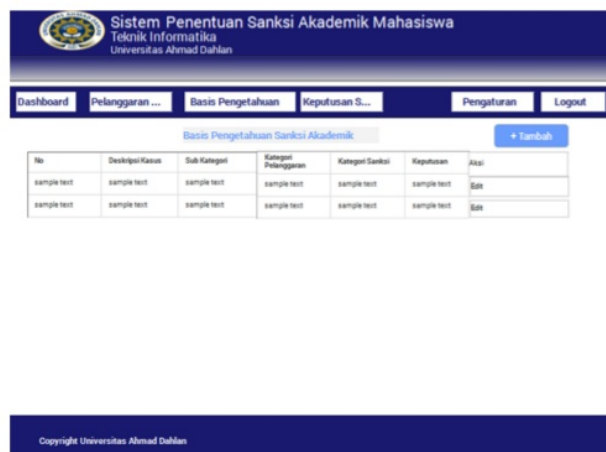 Sistem Penentuan Sanksi Akademik Mahasiswa
Teknik Informatika
Universitas Ahmad Dahlan
Dashboard Pelanggaran ... Basis Pengetahuan Keputusan S... Pengaturan Logout
Basis Pengetahuan Sanksi Akademik + Tambah
No Deskripsi Kasus Sub Kategori Kategori Pelanggaran Kategori Sanksi Keputusan Aksi
sample text sample text sample text sample text sample text sample text Edit
sample text sample text sample text sample text sample text sample text Edit
Copyright Universitas Ahmad Dahlan